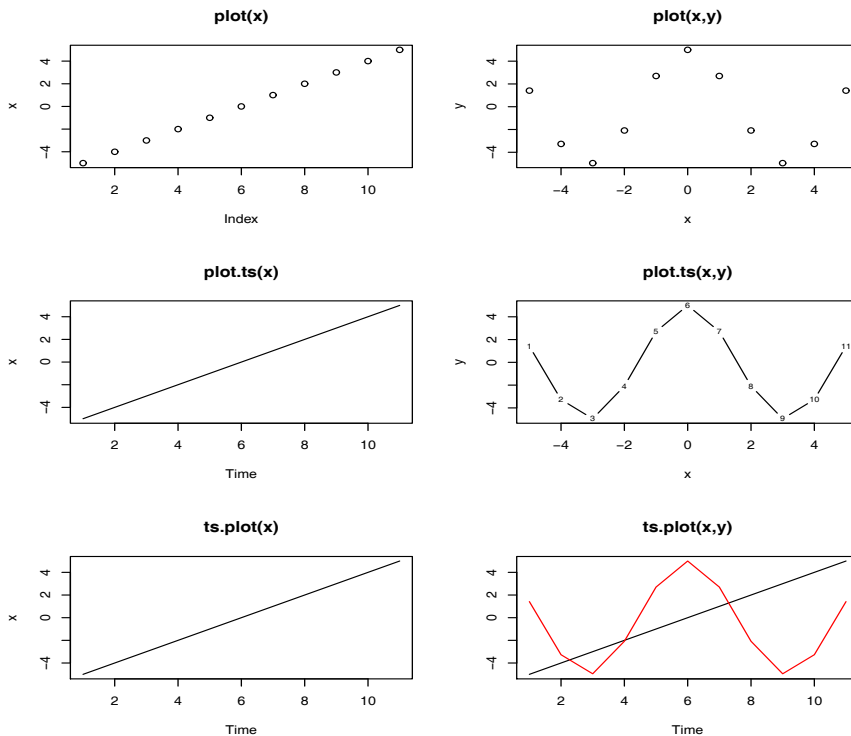 plot(x)
x
−4 0 2 4
2 4 6 8 10
Index
plot(x,y)
y
−4 0 2 4
−4 −2 0 2 4
x
plot.ts(x)
x
−4 0 2 4
2 4 6 8 10
Time
plot.ts(x,y)
y
−4 0 2 4
1 2 3 4 5 6 7 8 9 10 11
−4 −2 0 2 4
x
ts.plot(x)
x
−4 0 2 4
2 4 6 8 10
Time
ts.plot(x,y)
−4 0 2 4
2 4 6 8 10
Time